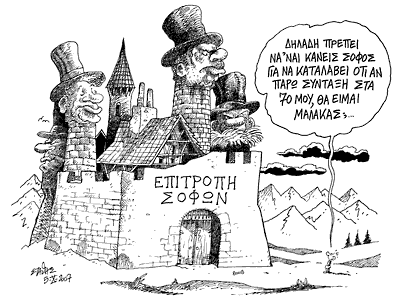 ΔΗΛΑΔΗ ΠΡΕΠΕΙ
ΝΑ 'ΝΑΙ ΚΑΝΕΙΣ ΣΟΦΟΣ
ΓΙΑ ΝΑ ΚΑΤΑΛΑΒΕΙ ΟΤΙ ΑΝ
ΠΑΡΩ ΣΥΝΤΑΞΗ ΣΤΑ
70 ΜΟΥ, ΘΑ ΕΙΜΑΙ
ΜΑΛΑΚΑΣ;...
ΕΠΙΤΡΟΠΗ
ΣΟΦΩΝ
ΣΤΑΘΗΣ